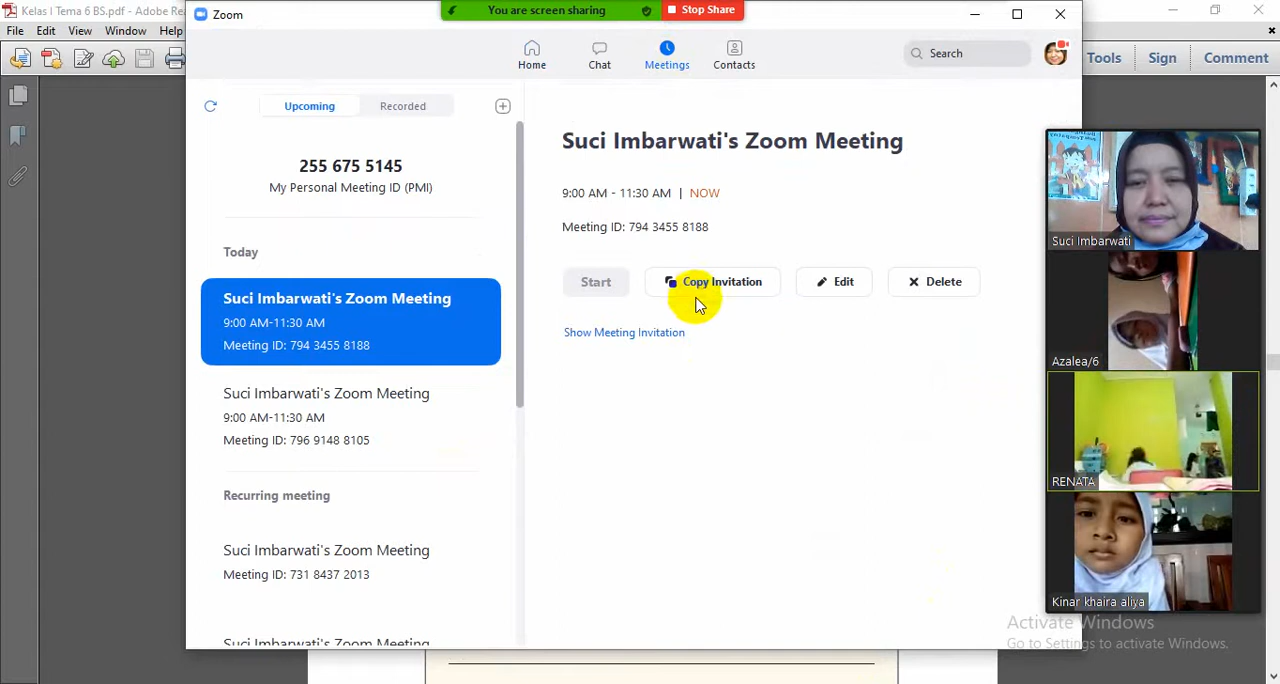 Kelas I Tema 6 BS.pdf - Adobe Rea
File Edit View Window Help
Tools Sign Comment
Zoom
You are screen sharing
Stop Share
Home Chat Meetings Contacts
Search
Upcoming Recorded
255 675 5145
My Personal Meeting ID (PMI)
Today
Suci Imbarwati's Zoom Meeting
9:00 AM-11:30 AM
Meeting ID: 794 3455 8188
Suci Imbarwati's Zoom Meeting
9:00 AM-11:30 AM
Meeting ID: 796 9148 8105
Recurring meeting
Suci Imbarwati's Zoom Meeting
Meeting ID: 731 8437 2013
Suci Imbarwati's Zoom Meeting
Suci Imbarwati's Zoom Meeting
9:00 AM - 11:30 AM | NOW
Meeting ID: 794 3455 8188
Start Copy Invitation Edit Delete
Show Meeting Invitation
Suci Imbarwati
Azalea/6
RENATA
Kinar khaira aliya
Activate Windows
Go to Settings to activate Windows.